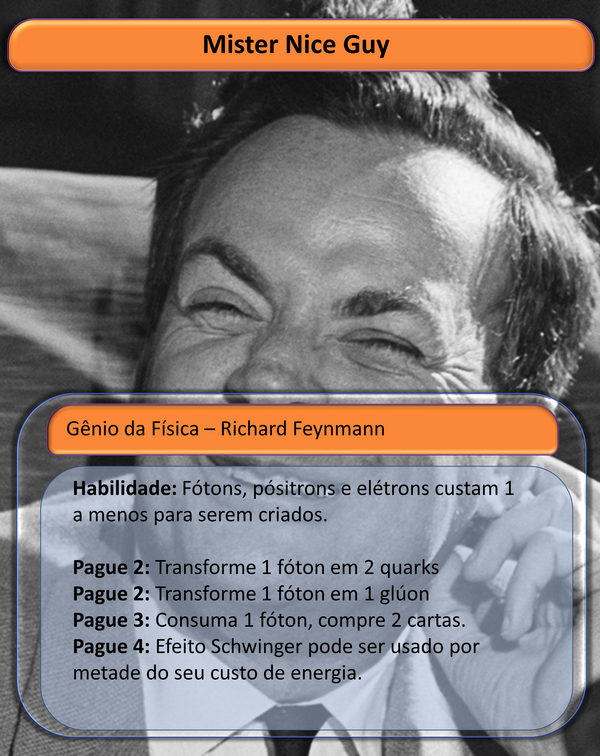 Mister Nice Guy
Gênio da Física – Richard Feynmann
Habilidade: Fótons, pósitrons e elétrons custam 1
a menos para serem criados.
Pague 2: Transforme 1 fóton em 2 quarks
Pague 2: Transforme 1 fóton em 1 glúon
Pague 3: Consuma 1 fóton, compre 2 cartas.
Pague 4: Efeito Schwinger pode ser usado por
metade do seu custo de energia.